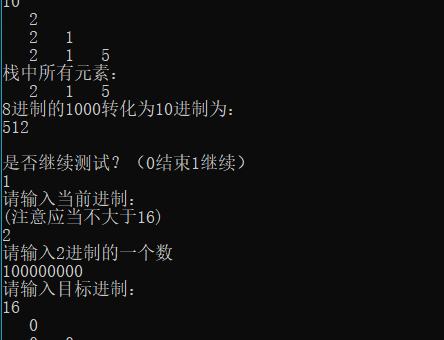 10
2
2 1
2 1 5
栈中所有元素：
2 1 5
8进制的1000转化为10进制为：
512
是否继续测试？（0结束1继续）
1
请输入当前进制：
(注意应当不大于16)
2
请输入2进制的一个数
100000000
请输入目标进制：
16
0
0 0